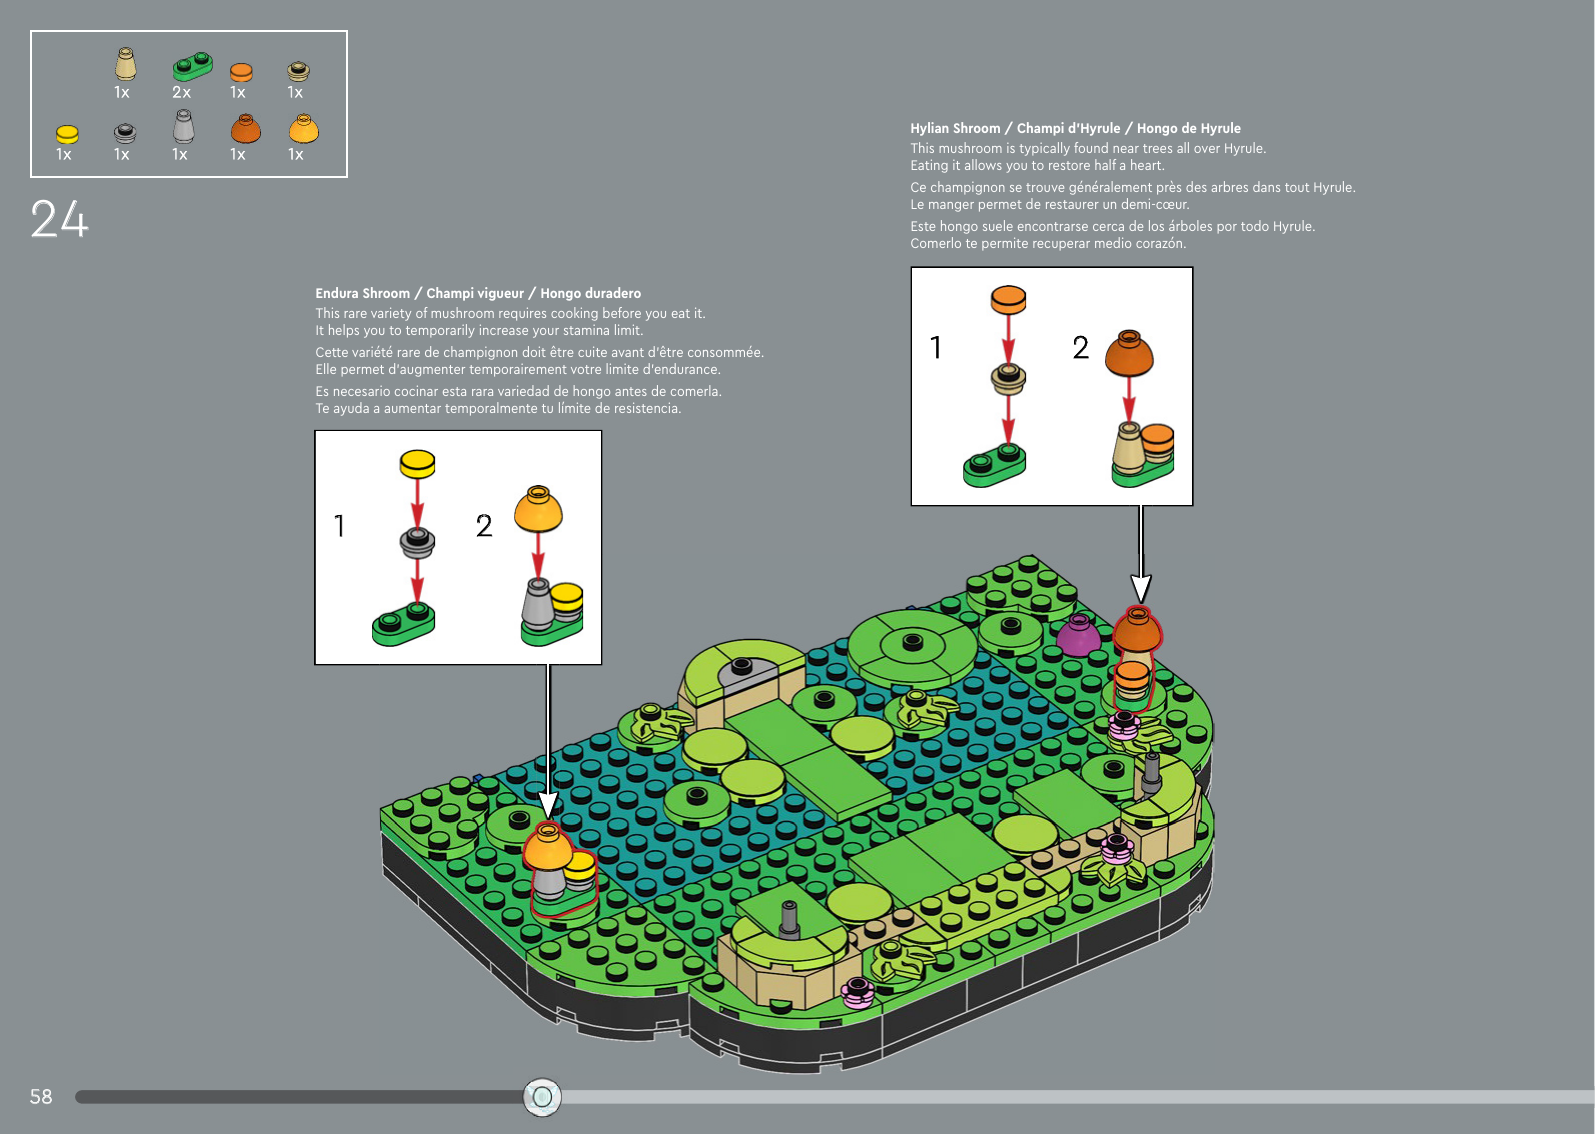 1x 2x 1x 1x
1x 1x 1x 1x 1x
24
Hylian Shroom / Champi d'Hyrule / Hongo de Hyrule
This mushroom is typically found near trees all over Hyrule.
Eating it allows you to restore half a heart.
Ce champignon se trouve généralement près des arbres dans tout Hyrule.
Le manger permet de restaurer un demi-cœur.
Este hongo suele encontrarse cerca de los árboles por todo Hyrule.
Comerlo te permite recuperar medio corazón.
1 2
Endura Shroom / Champi vigueur / Hongo duradero
This rare variety of mushroom requires cooking before you eat it.
It helps you to temporarily increase your stamina limit.
Cette variété rare de champignon doit être cuite avant d'être consommée.
Elle permet d'augmenter temporairement votre limite d'endurance.
Es necesario cocinar esta rara variedad de hongo antes de comerla.
Te ayuda a aumentar temporalmente tu límite de resistencia.
1 2
58